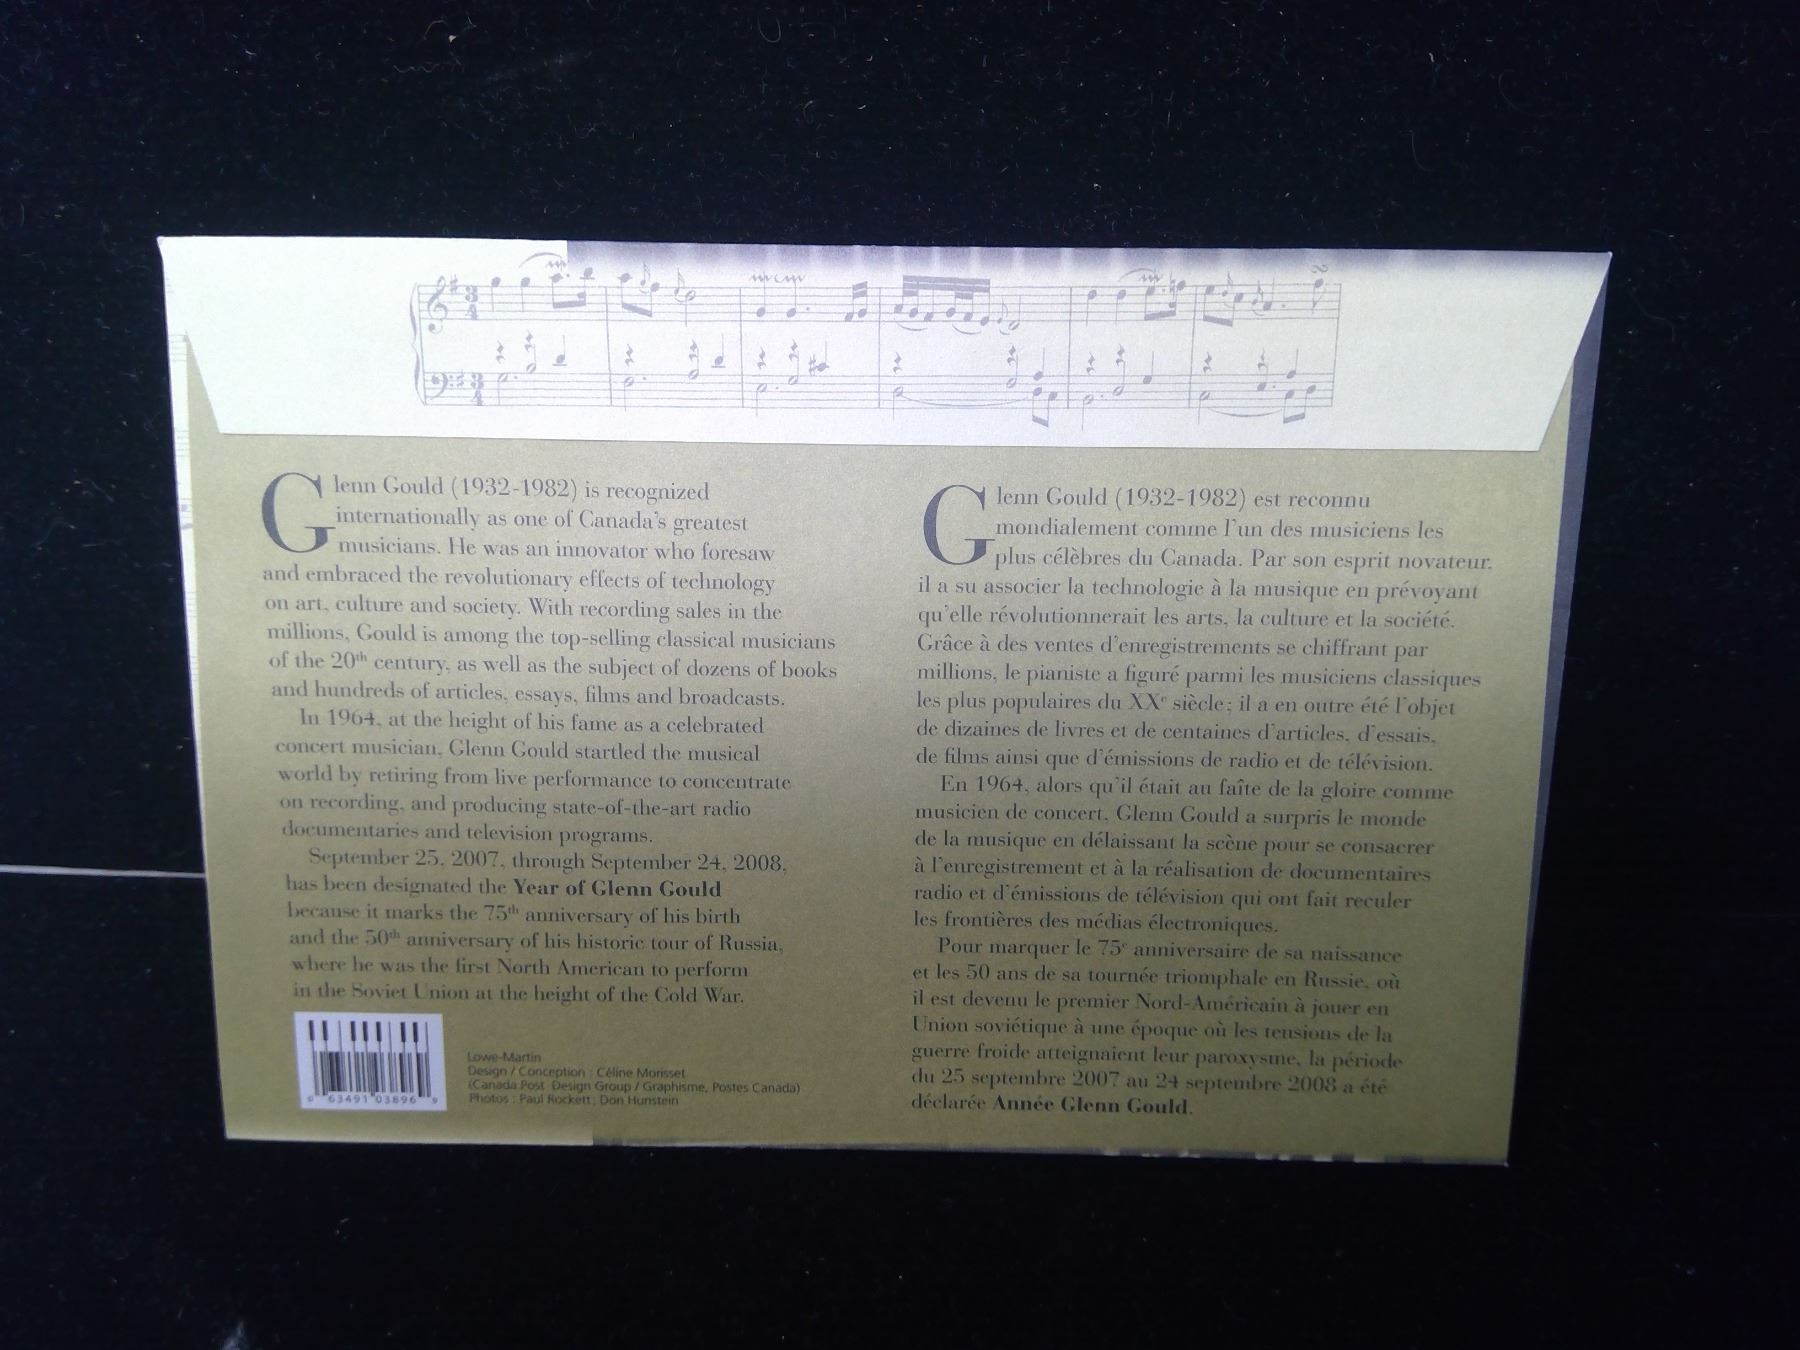 Glenn Gould (1932-1982) is recognized
internationally as one of Canada's greatest
musicians. He was an innovator who foresaw
and embraced the revolutionary effects of technology
on art, culture and society. With recording sales in the
millions, Gould is among the top-selling classical musicians
of the 20th century, as well as the subject of dozens of books
and hundreds of articles, essays, films and broadcasts.
In 1964, at the height of his fame as a celebrated
concert musician, Glenn Gould startled the musical
world by retiring from live performance to concentrate
on recording, and producing state-of-the-art radio
documentaries and television programs.
September 25, 2007, through September 24, 2008,
has been designated the Year of Glenn Gould
because it marks the 75th anniversary of his birth
and the 50th anniversary of his historic tour of Russia,
where he was the first North American to perform
in the Soviet Union at the height of the Cold War.
0 63491 03896 9
Lowe-Martin
Design / Conception : Céline Morisset
(Canada Post Design Group / Graphisme, Postes Canada)
Photos : Paul Rockett; Don Hunstein
Glenn Gould (1932-1982) est reconnu
mondialement comme l'un des musiciens les
plus célèbres du Canada. Par son esprit novateur,
il a su associer la technologie à la musique en prévoyant
qu'elle révolutionnerait les arts, la culture et la société.
Grâce à des ventes d'enregistrements se chiffrant par
millions, le pianiste a figuré parmi les musiciens classiques
les plus populaires du XXe siècle; il a en outre été l'objet
de dizaines de livres et de centaines d'articles, d'essais,
de films ainsi que d'émissions de radio et de télévision.
En 1964, alors qu'il était au faîte de la gloire comme
musicien de concert, Glenn Gould a surpris le monde
de la musique en délaissant la scène pour se consacrer
à l'enregistrement et à la réalisation de documentaires
radio et d'émissions de télévision qui ont fait reculer
les frontières des médias électroniques.
Pour marquer le 75e anniversaire de sa naissance
et les 50 ans de sa tournée triomphale en Russie, où
il est devenu le premier Nord-Américain à jouer en
Union soviétique à une époque où les tensions de la
guerre froide atteignaient leur paroxysme, la période
du 25 septembre 2007 au 24 septembre 2008 a été
déclarée Année Glenn Gould.